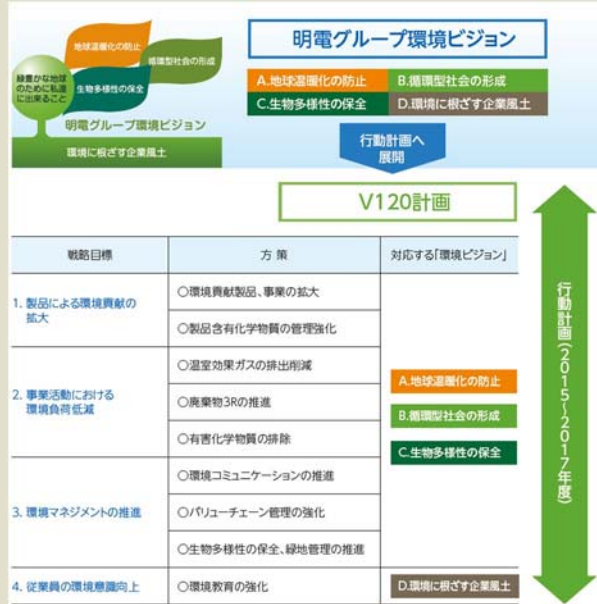 地球温暖化の防止
循環型社会の形成
緑豊かな地球
のために私達
に出来ること
生物多様性の保全
明電グループ環境ビジョン
環境に根ざす企業風土
明電グループ環境ビジョン
A.地球温暖化の防止
B.循環型社会の形成
C.生物多様性の保全
D.環境に根ざす企業風土
行動計画へ
展開
V120計画
戦略目標
方 策
対応する「環境ビジョン」
1. 製品による環境貢献の
拡大
○環境貢献製品、事業の拡大
○製品含有化学物質の管理強化
2. 事業活動における
環境負荷低減
○温室効果ガスの排出削減
○廃棄物3Rの推進
○有害化学物質の排除
3. 環境マネジメントの推進
○環境コミュニケーションの推進
○バリューチェーン管理の強化
○生物多様性の保全、緑地管理の推進
A.地球温暖化の防止
B.循環型社会の形成
C.生物多様性の保全
4. 従業員の環境意識向上
○環境教育の強化
D.環境に根ざす企業風土
行動計画(2015~2017年度)